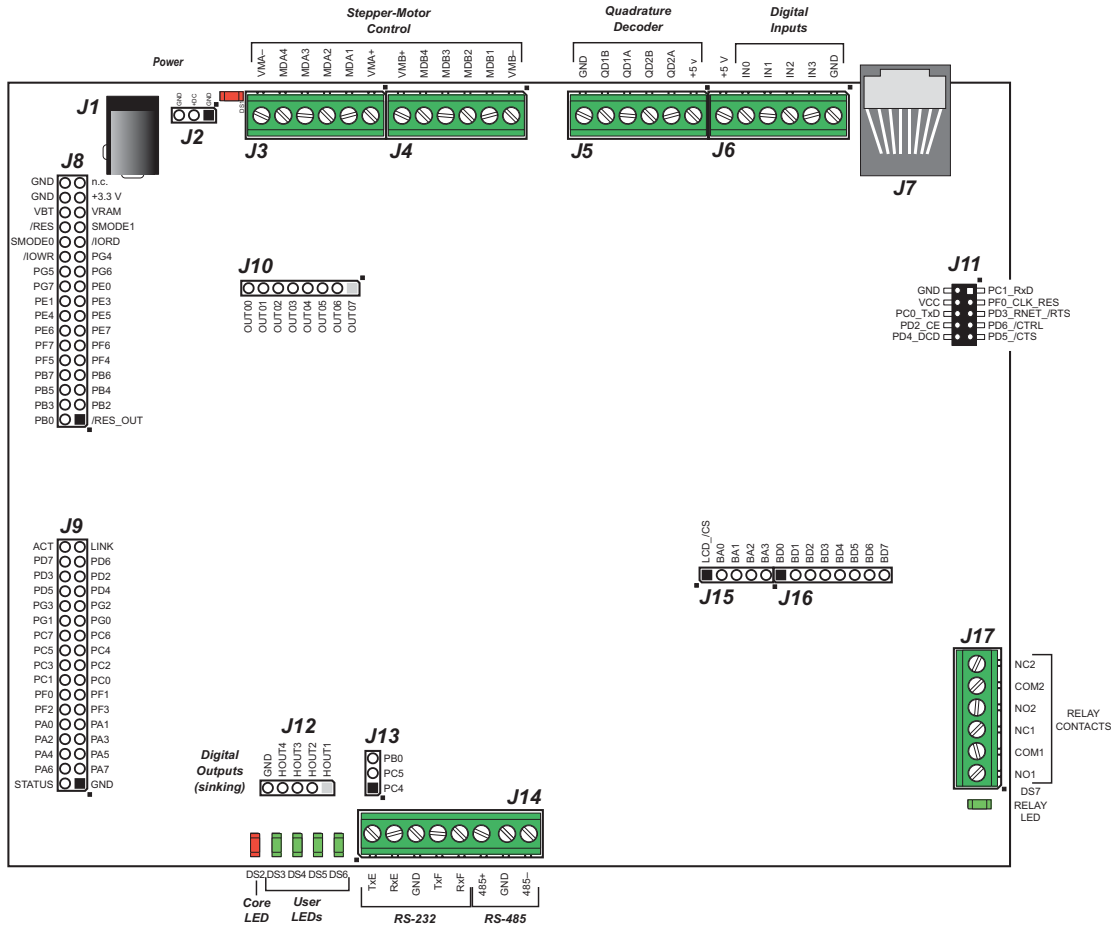 Stepper-Motor
Control
Quadrature
Decoder
Digital
Inputs
Power
VMA–
MDA4
MDA3
MDA2
MDA1
VMA+
VMB+
MDB4
MDB3
MDB2
MDB1
VMB–
GND
QD1B
QD1A
QD2B
QD2A
+5 v
+5 V
IN0
IN1
IN2
IN3
GND
J1
GND
+DC
GND
J2
J3
J4
J5
J6
J7
J8
GND n.c.
GND +3.3 V
VBT VRAM
/RES SMODE1
SMODE0 /IORD
/IOWR PG4
PG5 PG6
PG7 PE0
PE1 PE3
PE4 PE5
PE6 PE7
PF7 PF6
PF5 PF4
PB7 PB6
PB5 PB4
PB3 PB2
PB0 /RES_OUT
J10
OUT00
OUT01
OUT02
OUT03
OUT04
OUT05
OUT06
OUT07
J11
GND PC1_RxD
VCC PF0_CLK_RES
PC0_TxD PD3_RNET_/RTS
PD2_CE PD6_/CTRL
PD4_DCD PD5_/CTS
J9
ACT LINK
PD7 PD6
PD3 PD2
PD5 PD4
PG3 PG2
PG1 PG0
PC7 PC6
PC5 PC4
PC3 PC2
PC1 PC0
PF0 PF1
PF2 PF3
PA0 PA1
PA2 PA3
PA4 PA5
PA6 PA7
STATUS GND
LCD_/CS
BA0
BA1
BA2
BA3
BD0
BD1
BD2
BD3
BD4
BD5
BD6
BD7
J15
J16
J17
NC2
COM2
NO2
NC1
COM1
NO1
RELAY
CONTACTS
DS7
RELAY
LED
J12
Digital
Outputs
(sinking)
GND
HOUT4
HOUT3
HOUT2
HOUT1
J13
PB0
PC5
PC4
J14
DS2 DS3 DS4 DS5 DS6
Core
LED
User
LEDs
TxE
RxE
GND
TxF
RxF
485+
GND
485–
RS-232
RS-485